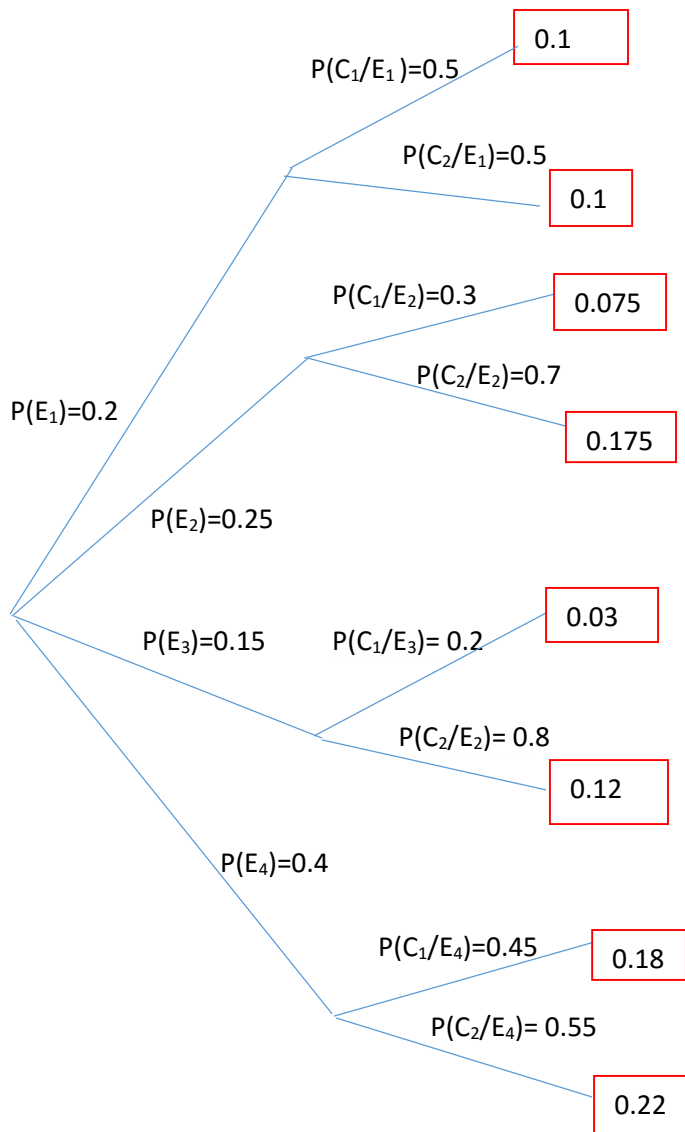 0.1
P(C₁/E₁)=0.5
P(C₂/E₁)=0.5
0.1
P(C₁/E₂)=0.3
0.075
P(C₂/E₂)=0.7
P(E₁)=0.2
0.175
P(E₂)=0.25
0.03
P(E₃)=0.15
P(C₁/E₃)= 0.2
P(C₂/E₂)= 0.8
0.12
P(E₄)=0.4
P(C₁/E₄)=0.45
0.18
P(C₂/E₄)= 0.55
0.22